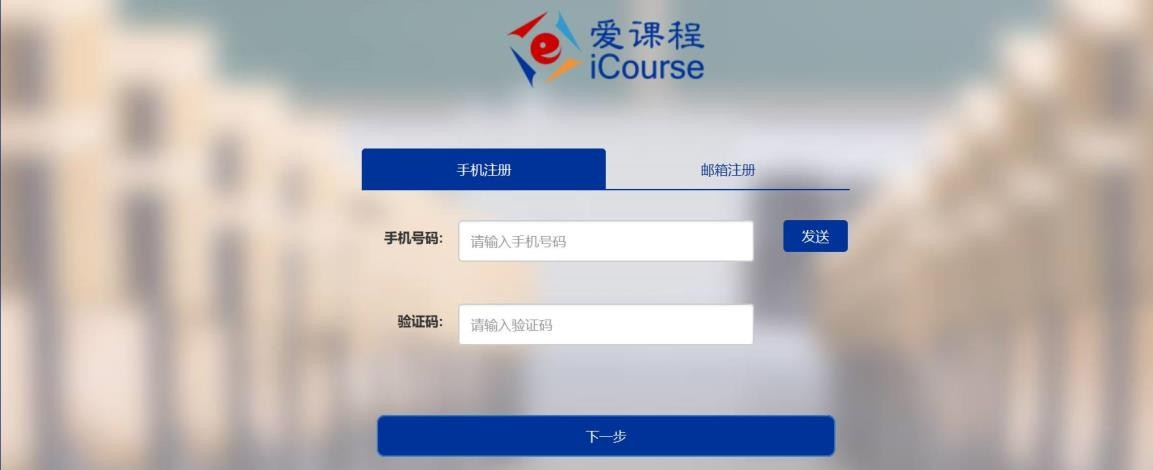 爱课程
iCourse
手机注册 邮箱注册
手机号码: 请输入手机号码 发送
验证码: 请输入验证码
下一步